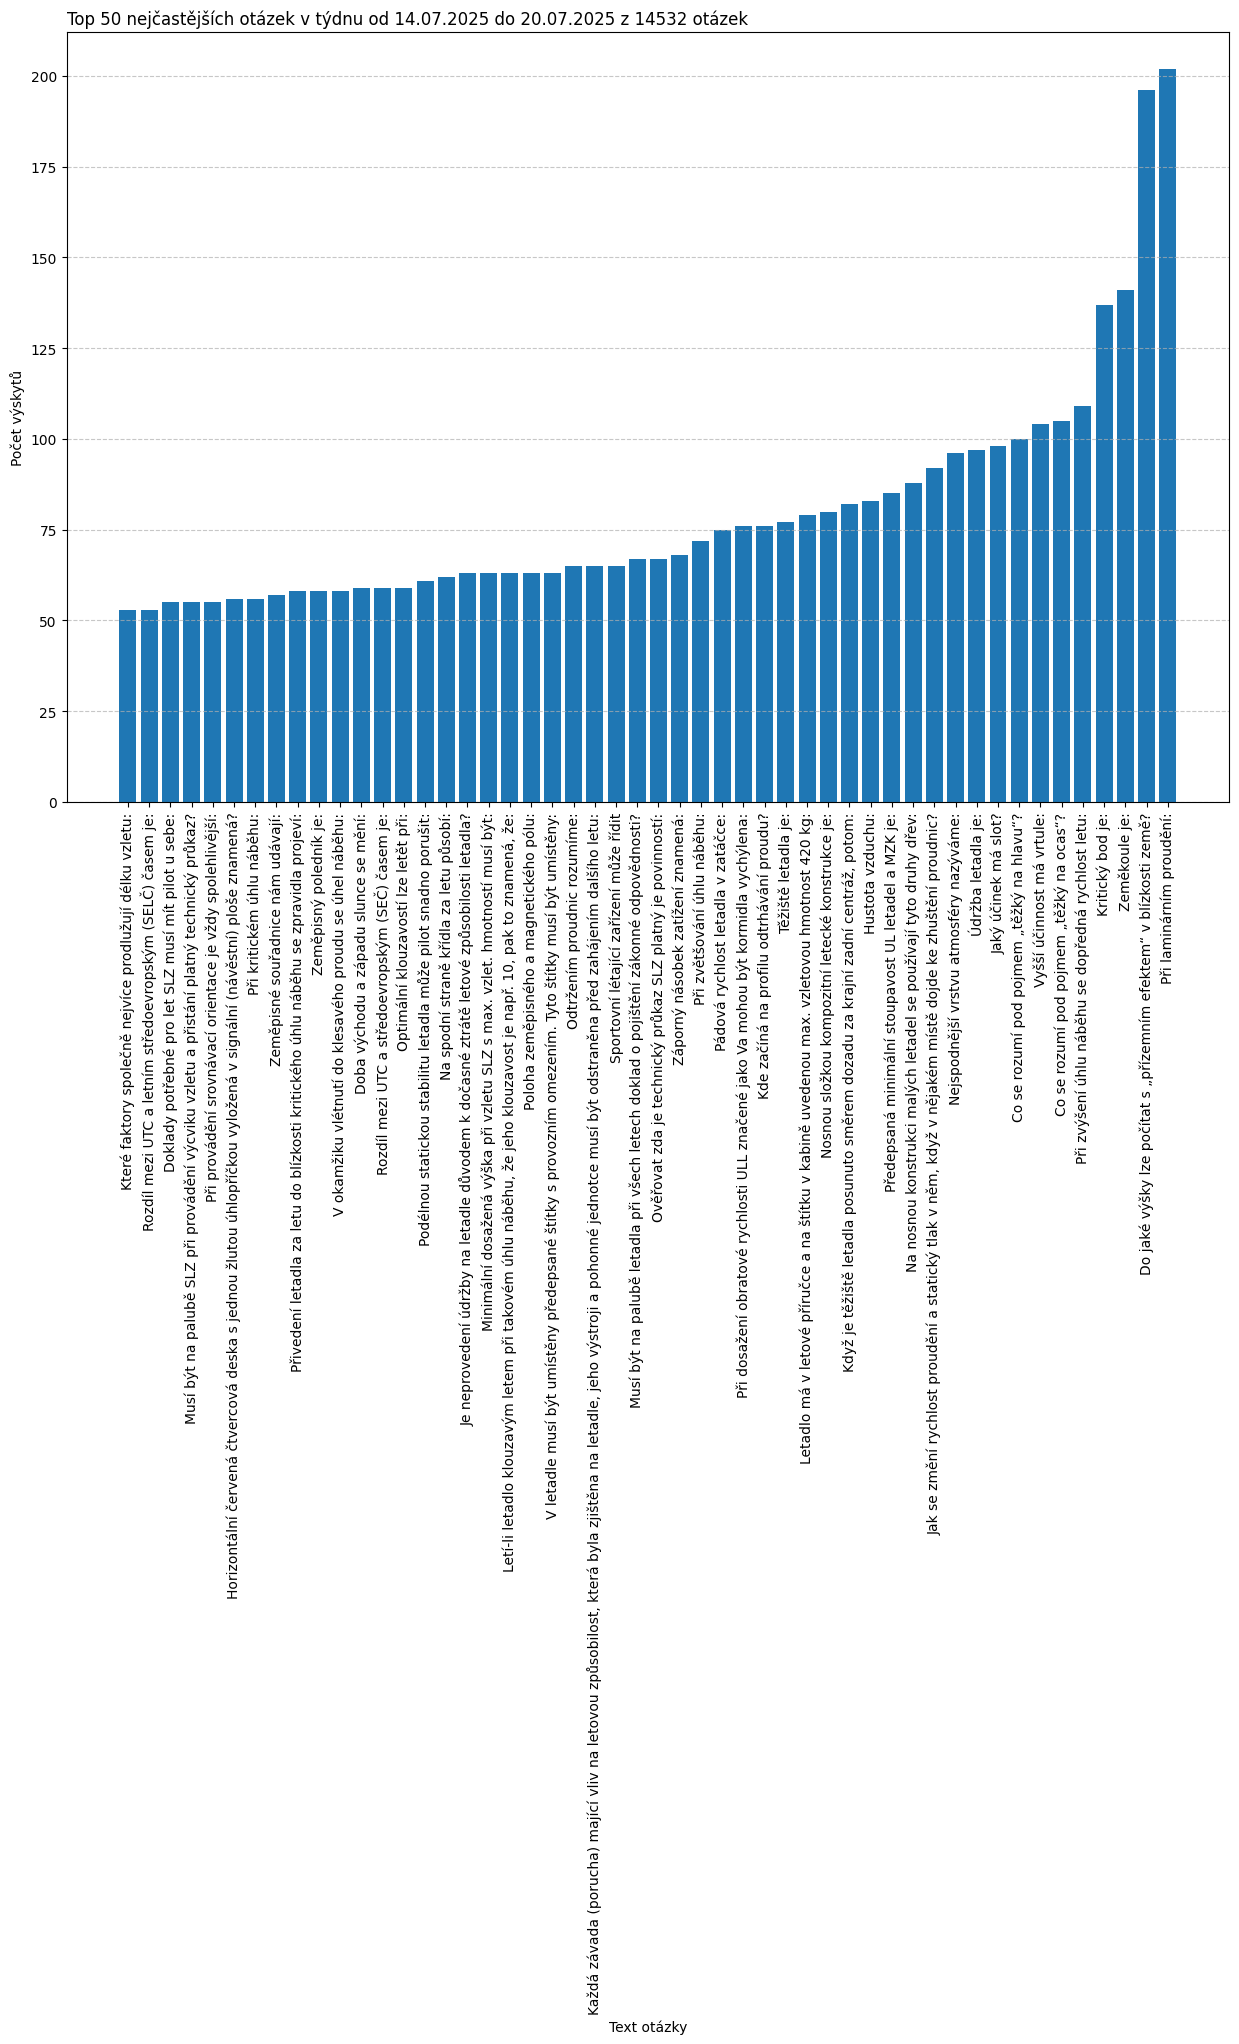 Top 50 nejčastějších otázek v týdnu od 14.07.2025 do 20.07.2025 z 14532 otázek
Počet výskytů
200
175
150
125
100
75
50
25
0
Které faktory společně nejvíce prodlužují délku vzletu:
Rozdíl mezi UTC a letním středoevropským (SELČ) časem je:
Doklady potřebné pro let SLZ musí mít pilot u sebe:
Musí být na palubě SLZ při provádění výcviku vzletu a přistání platný technický průkaz?
Při provádění srovnávací orientace je vždy spolehlivější:
Horizontální červená čtvercová deska s jednou žlutou úhlopříčkou vyložená v signální (návěstní) ploše znamená?
Při kritickém úhlu náběhu:
Zeměpisné souřadnice nám udávají:
Přivedení letadla za letu do blízkosti kritického úhlu náběhu se zpravidla projeví:
Zeměpisný poledník je:
V okamžiku vlétnutí do klesavého proudu se úhel náběhu:
Doba východu a západu slunce se mění:
Rozdíl mezi UTC a středoevropským (SEČ) časem je:
Optimální klouzavostí lze letět při:
Podélnou statickou stabilitu letadla může pilot snadno porušit:
Na spodní straně křídla za letu působí:
Je neprovedení údržby na letadle důvodem k dočasné ztrátě letové způsobilosti letadla?
Minimální dosažená výška při vzletu SLZ s max. vzlet. hmotností musí být:
Letí-li letadlo klouzavým letem při takovém úhlu náběhu, že jeho klouzavost je např. 10, pak to znamená, že:
Poloha zeměpisného a magnetického pólu:
V letadle musí být umístěny předepsané štítky s provozním omezením. Tyto štítky musí být umístěny:
Odtržením proudnic rozumíme:
Každá závada (porucha) mající vliv na letovou způsobilost, která byla zjištěna na letadle, jeho výstroji a pohonné jednotce musí být odstraněna před zahájením dalšího letu:
Sportovní létající zařízení může řídit
Musí být na palubě letadla při všech letech doklad o pojištění zákonné odpovědnosti?
Ověřovat zda je technický průkaz SLZ platný je povinností:
Záporný násobek zatížení znamená:
Při zvětšování úhlu náběhu:
Pádová rychlost letadla v zatáčce:
Při dosažení obratové rychlosti ULL značené jako Va mohou být kormidla vychýlena:
Kde začíná na profilu odtrhávání proudu?
Těžiště letadla je:
Letadlo má v letové příručce a na štítku v kabině uvedenou max. vzletovou hmotnost 420 kg:
Nosnou složkou kompozitní letecké konstrukce je:
Když je těžiště letadla posunuto směrem dozadu za krajní zadní centráž, potom:
Hustota vzduchu:
Předepsaná minimální stoupavost UL letadel a MZK je:
Na nosnou konstrukci malých letadel se používají tyto druhy dřev:
Jak se změní rychlost proudění a statický tlak v něm, když v nějakém místě dojde ke zhuštění proudnic?
Nejspodnější vrstvu atmosféry nazýváme:
Údržba letadla je:
Jaký účinek má slot?
Co se rozumí pod pojmem „těžký na hlavu“?
Vyšší účinnost má vrtule:
Co se rozumí pod pojmem „těžký na ocas“?
Při zvýšení úhlu náběhu se dopředná rychlost letu:
Kritický bod je:
Zeměkoule je:
Do jaké výšky lze počítat s „přízemním efektem“ v blízkosti země?
Při laminárním proudění:
Text otázky